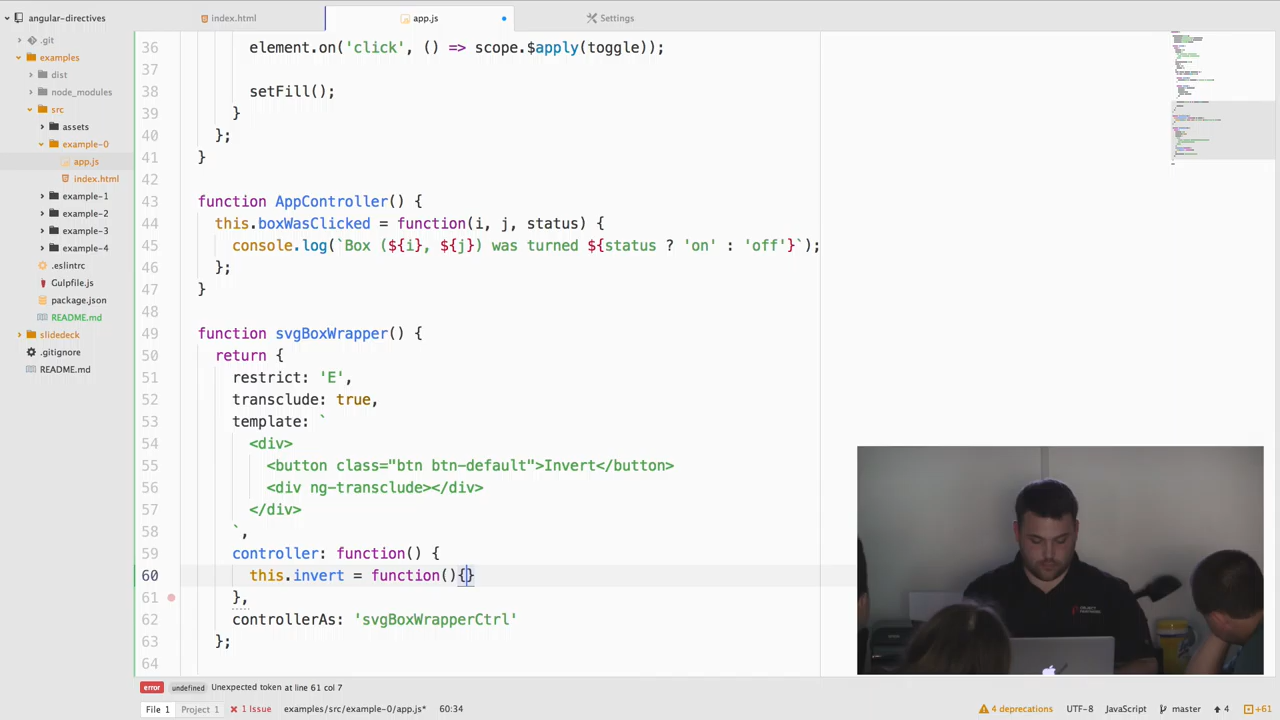 angular-directives
index.html
app.js
Settings
.git
examples
dist
node_modules
src
assets
example-0
app.js
index.html
example-1
example-2
example-3
example-4
.eslintrc
Gulpfile.js
package.json
README.md
slidedeck
.gitignore
README.md
36 element.on('click', () => scope.$apply(toggle));
37
38 setFill();
39 }
40 };
41 }
42
43 function AppController() {
44 this.boxWasClicked = function(i, j, status) {
45 console.log(`Box (${i}, ${j}) was turned ${status ? 'on' : 'off'}`);
46 };
47 }
48
49 function svgBoxWrapper() {
50 return {
51 restrict: 'E',
52 transclude: true,
53 template: `
54 <div>
55 <button class="btn btn-default">Invert</button>
56 <div ng-transclude></div>
57 </div>
58 `,
59 controller: function() {
60 this.invert = function(){}
61 },
62 controllerAs: 'svgBoxWrapperCtrl'
63 };
64
error undefined Unexpected token at line 61 col 7
File 1 Project 1 1 Issue examples/src/example-0/app.js* 60:34 4 deprecations UTF-8 JavaScript master 4 +61